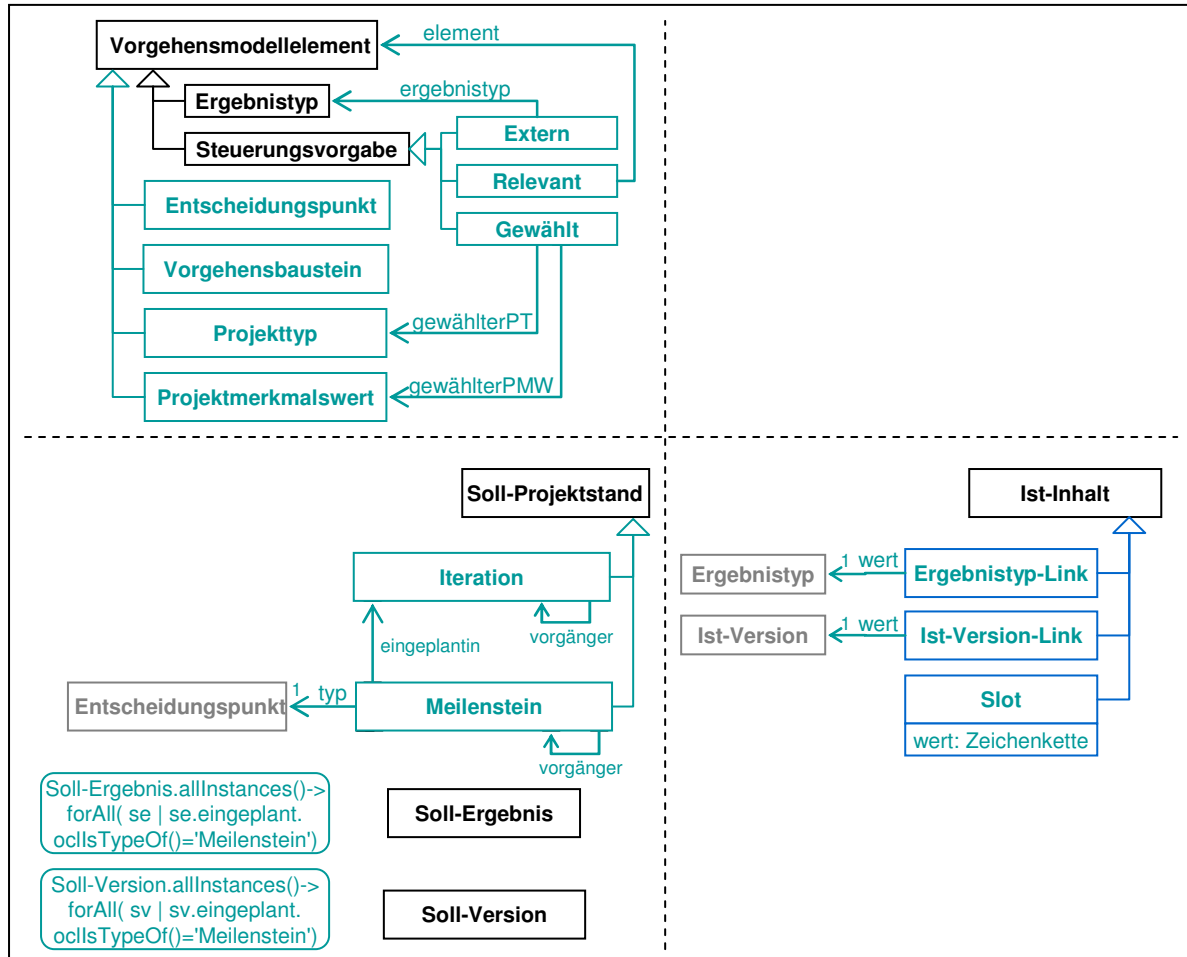 Vorgehensmodellelement
element
Ergebnistyp
ergebnistyp
Steuerungsvorgabe
Extern
Relevant
Gewählt
Entscheidungspunkt
Vorgehensbaustein
Projekttyp
gewählterPT
Projektmerkmalswert
gewählterPMW
Soll-Projektstand
Iteration
vorgänger
eingeplantin
Entscheidungspunkt
1 typ
Meilenstein
vorgänger
Soll-Ergebnis.allInstances()->
forAll( se | se.eingeplant.
oclIsTypeOf()='Meilenstein')
Soll-Ergebnis
Soll-Version.allInstances()->
forAll( sv | sv.eingeplant.
oclIsTypeOf()='Meilenstein')
Soll-Version
Ist-Inhalt
Ergebnistyp
1 wert
Ergebnistyp-Link
Ist-Version
1 wert
Ist-Version-Link
Slot
wert: Zeichenkette